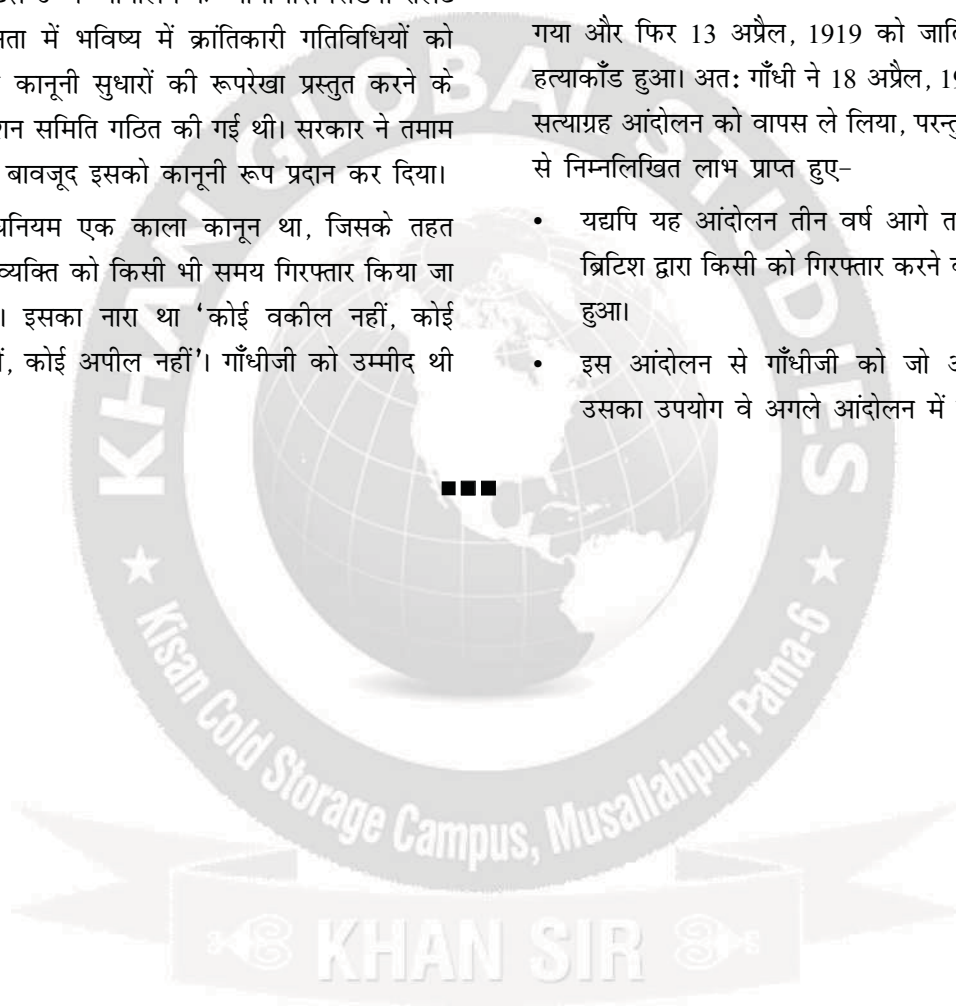 सता में भविष्य में क्रांतिकारी गतिविधियों को
कानूनी सुधारों की रूपरेखा प्रस्तुत करने के
शन समिति गठित की गई थी। सरकार ने तमाम
बावजूद इसको कानूनी रूप प्रदान कर दिया।
धिनियम एक काला कानून था, जिसके तहत
व्यक्ति को किसी भी समय गिरफ्तार किया जा
। इसका नारा था ‘कोई वकील नहीं, कोई
कोई अपील नहीं’। गाँधीजी को उम्मीद थी
गया और फिर 13 अप्रैल, 1919 को
हत्याकाँड हुआ। अत: गाँधी ने 18 अप्रैल,
सत्याग्रह आंदोलन को वापस ले लिया, परन्तु
से निम्नलिखित लाभ प्राप्त हुए–
• यद्यपि यह आंदोलन तीन वर्ष आगे
ब्रिटिश द्वारा किसी को गिरफ्तार करने
हुआ।
• इस आंदोलन से गाँधीजी को जो
उसका उपयोग वे अगले आंदोलन में
KHAN GLOBAL STUDIES
Kisan Cold Storage Campus, Musallahpur, Patna-6
KHAN SIR